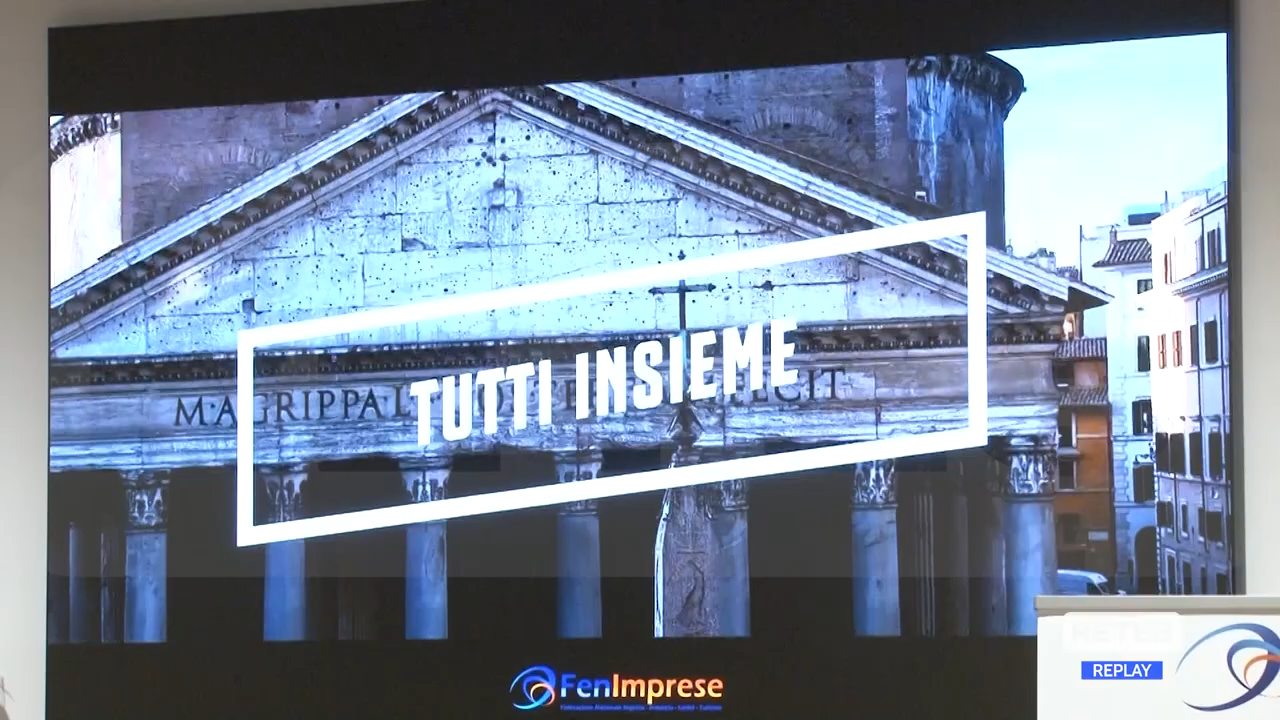 TUTTI INSIEME
M·AGRIPPA·L
FECIT
FenImprese
REPLAY